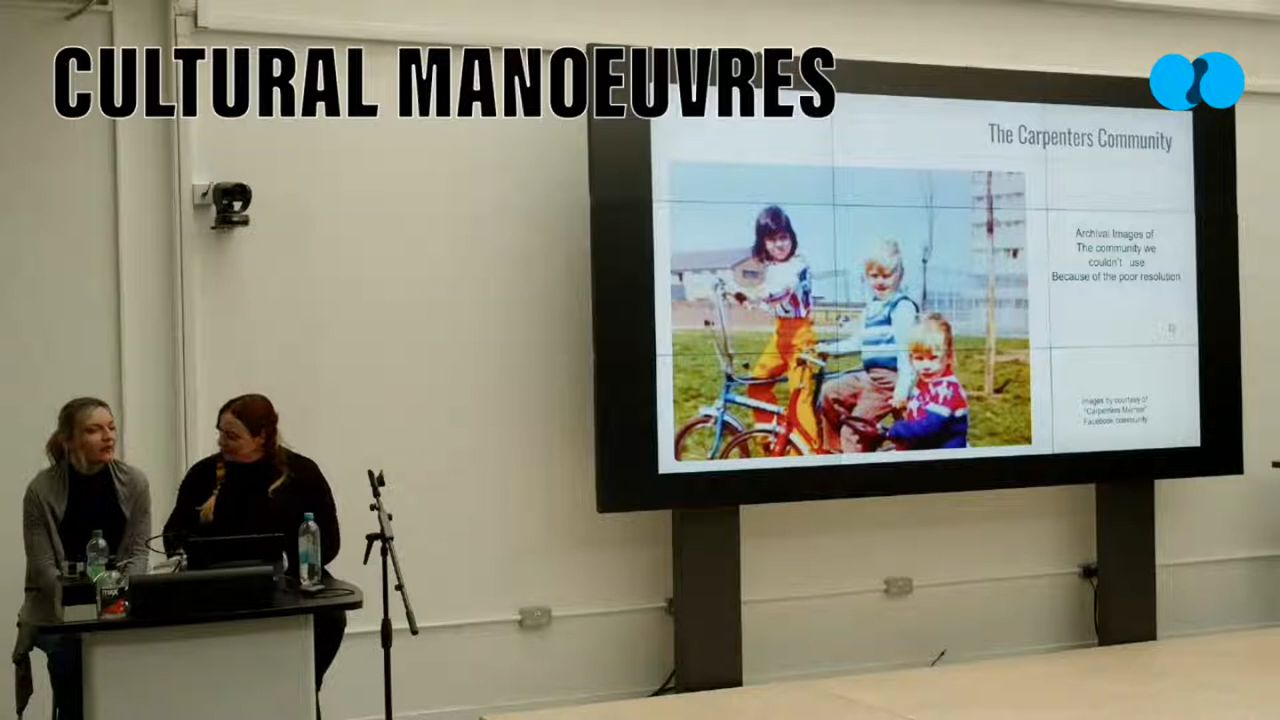 CULTURAL MANOEUVRES
The Carpenters Community
Archival Images of
The community we
couldn't use
Because of the poor resolution
Images by courtesy of
"Carpenters
Facebook community